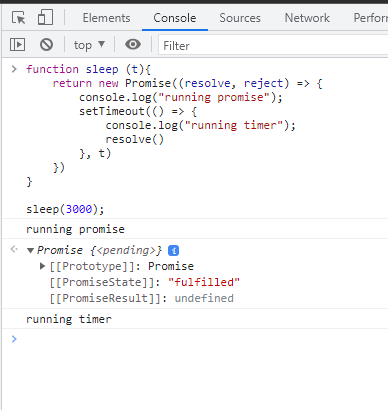 Elements Console Sources Network Performance
top Filter
> function sleep (t){
return new Promise((resolve, reject) => {
console.log("running promise");
setTimeout(() => {
console.log("running timer");
resolve()
}, t)
})
}
sleep(3000);
running promise
Promise {<pending>} i
[[Prototype]]: Promise
[[PromiseState]]: "fulfilled"
[[PromiseResult]]: undefined
running timer
>